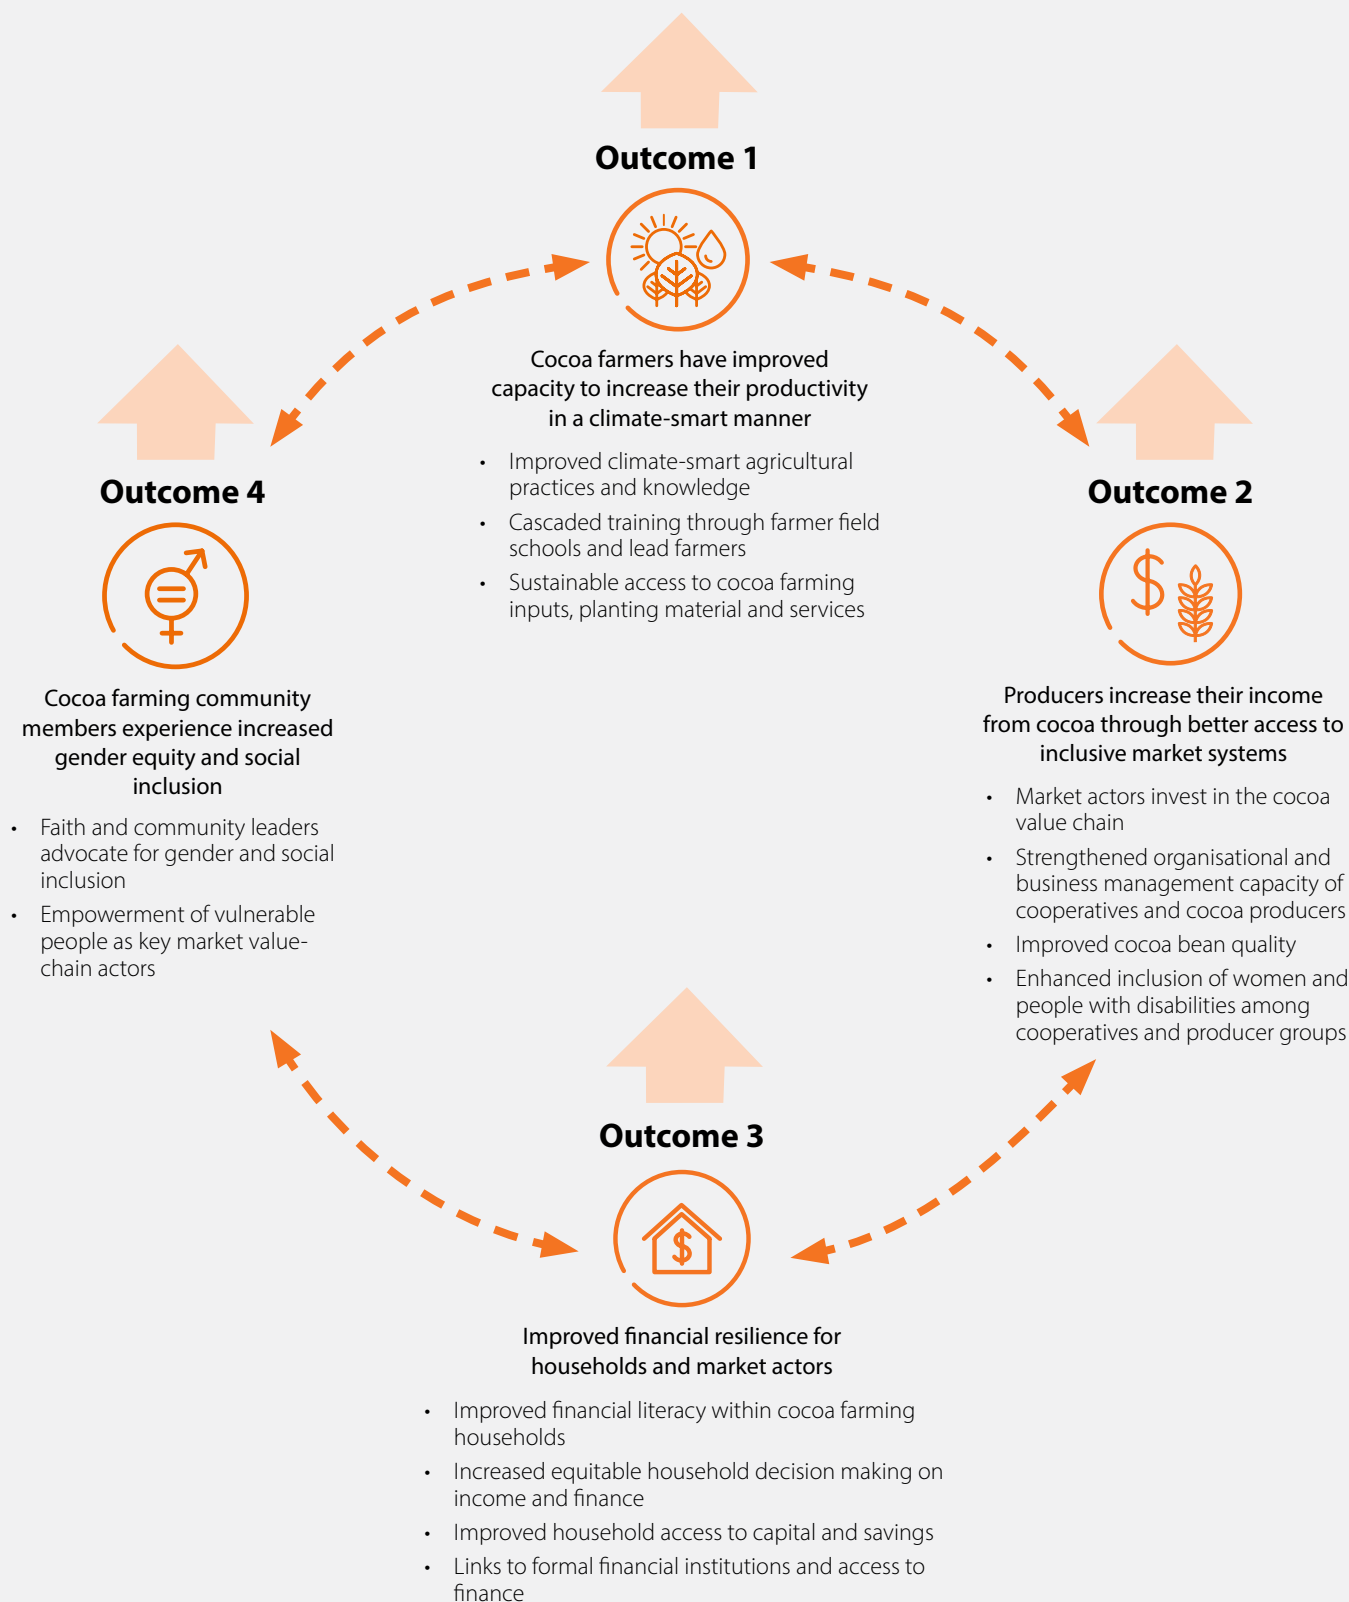 Outcome 1
Cocoa farmers have improved
capacity to increase their productivity
in a climate-smart manner
• Improved climate-smart agricultural
practices and knowledge
• Cascaded training through farmer field
schools and lead farmers
• Sustainable access to cocoa farming
inputs, planting material and services
Outcome 4
Cocoa farming community
members experience increased
gender equity and social
inclusion
• Faith and community leaders
advocate for gender and social
inclusion
• Empowerment of vulnerable
people as key market value-
chain actors
Outcome 2
$
Producers increase their income
from cocoa through better access to
inclusive market systems
• Market actors invest in the cocoa
value chain
• Strengthened organisational and
business management capacity of
cooperatives and cocoa producers
• Improved cocoa bean quality
• Enhanced inclusion of women and
people with disabilities among
cooperatives and producer groups
Outcome 3
$
Improved financial resilience for
households and market actors
• Improved financial literacy within cocoa farming
households
• Increased equitable household decision making on
income and finance
• Improved household access to capital and savings
• Links to formal financial institutions and access to
finance